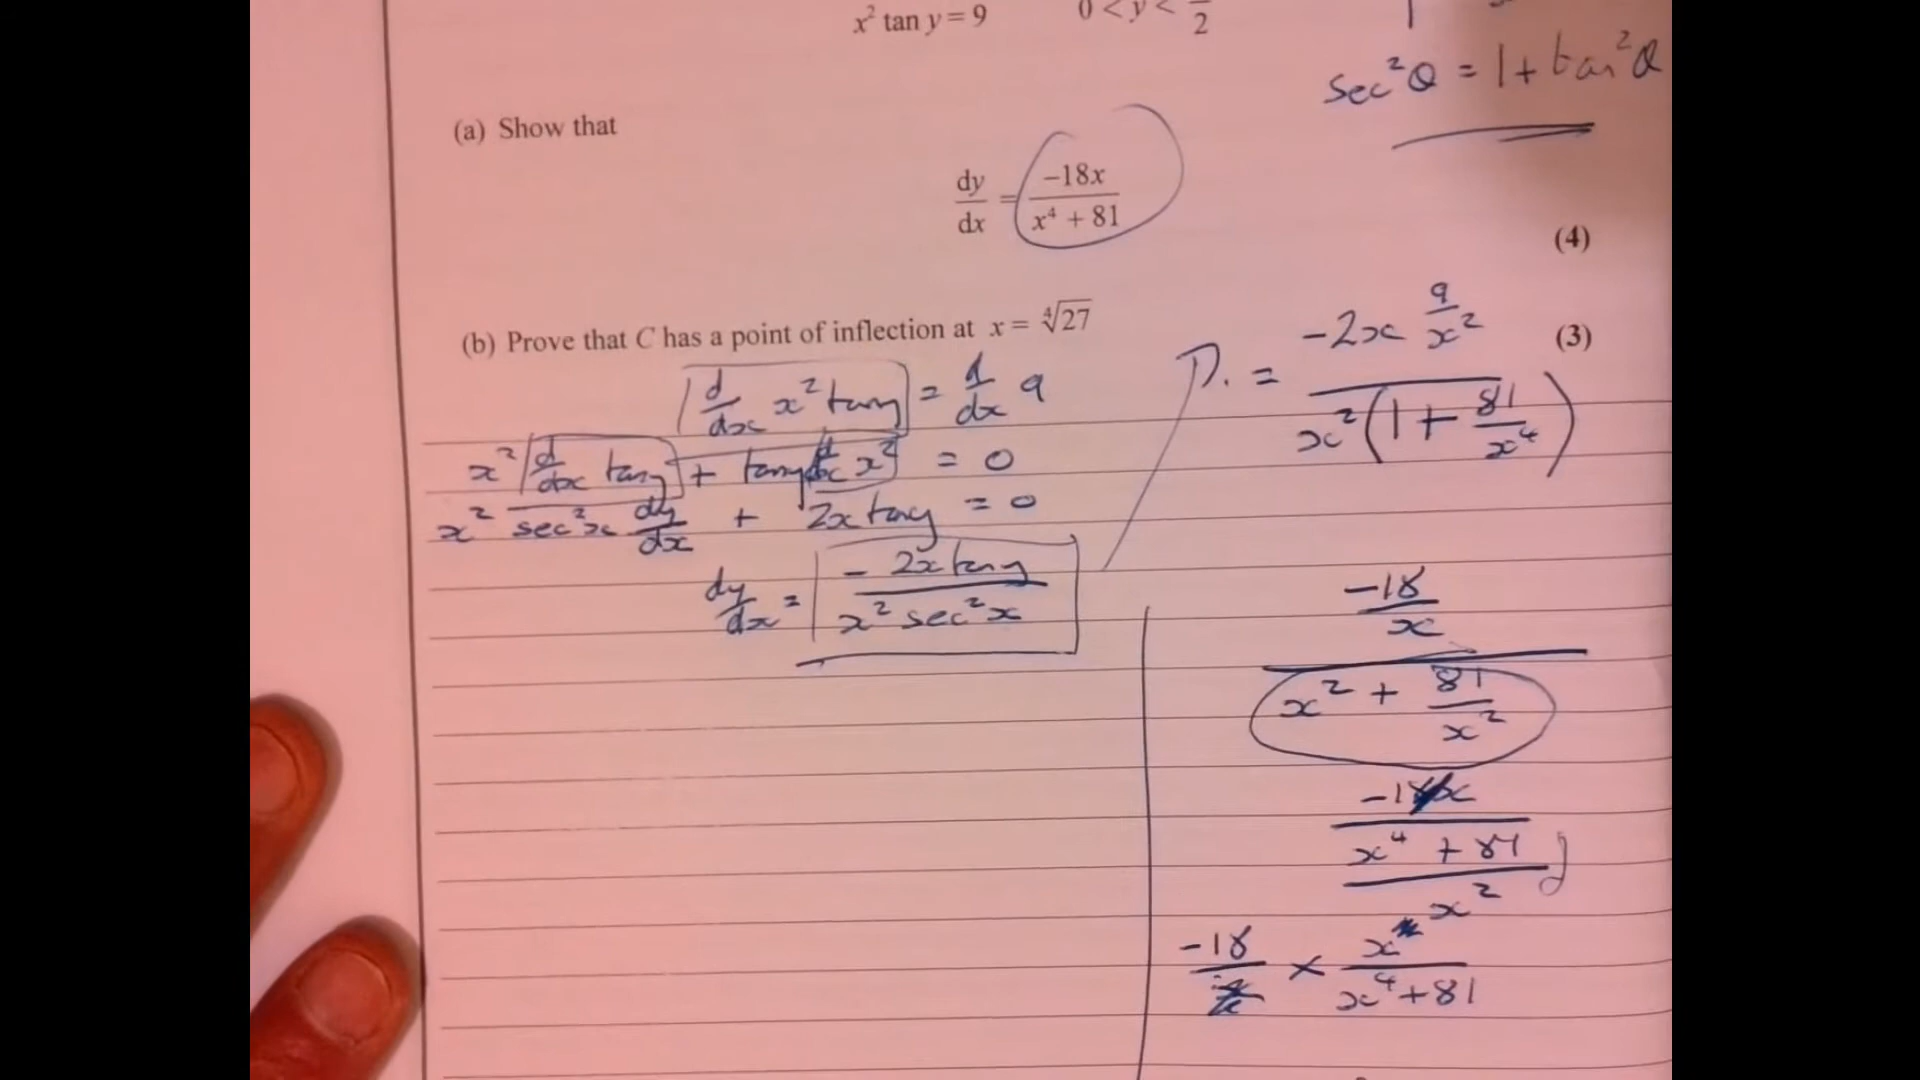 x² tan y = 9 0 < y < π/2
sec²θ = 1 + tan²θ
(a) Show that
dy/dx = -18x/(x⁴ + 81)
(4)
(b) Prove that C has a point of inflection at x = ∜27
(3)
d/dx x² tan y = d/dx 9
x² d/dx tan y + tan y d/dx x² = 0
x² sec²x dy/dx + 2x tan y = 0
dy/dx = -2x tan y/(x² sec²x)
= (-2x 9/x²)/(x²(1 + 81/x⁴))
(-18/x)/(x² + 81/x²)
(x⁴ + 81)/x²
-18/x × x²/(x⁴ + 81)